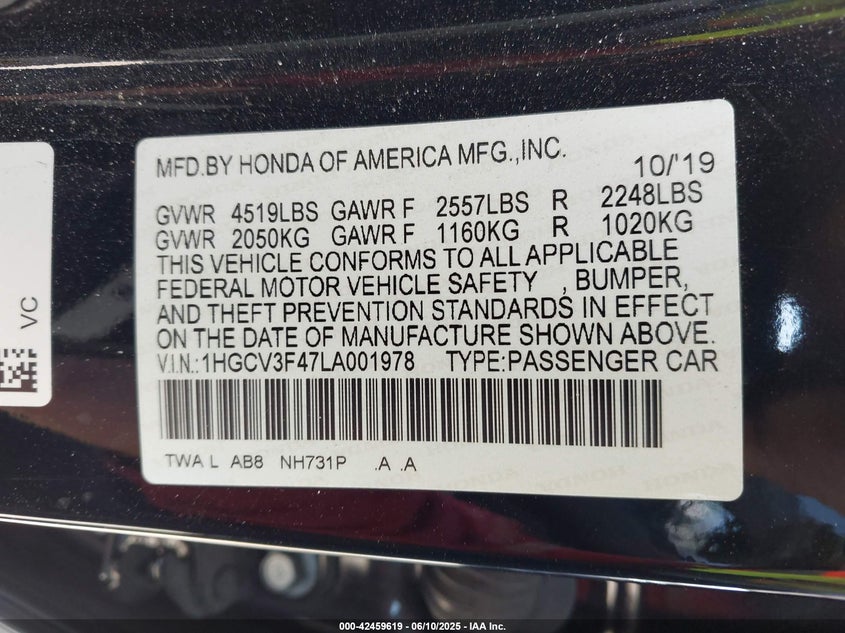 MFD.BY HONDA OF AMERICA MFG.,INC. 10/'19
GVWR 4519LBS GAWR F 2557LBS R 2248LBS
GVWR 2050KG GAWR F 1160KG R 1020KG
THIS VEHICLE CONFORMS TO ALL APPLICABLE
FEDERAL MOTOR VEHICLE SAFETY , BUMPER,
AND THEFT PREVENTION STANDARDS IN EFFECT
ON THE DATE OF MANUFACTURE SHOWN ABOVE.
V.I.N.:1HGCV3F47LA001978 TYPE:PASSENGER CAR
TWA L AB8 NH731P .A .A
VC
000-42459619 - 06/10/2025 - IAA Inc.